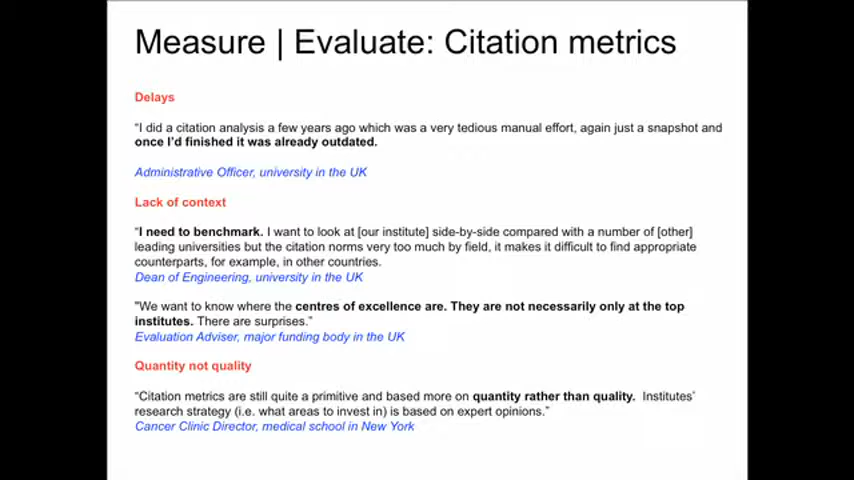 Measure | Evaluate: Citation metrics
Delays
“I did a citation analysis a few years ago which was a very tedious manual effort, again just a snapshot and
once I’d finished it was already outdated.
Administrative Officer, university in the UK
Lack of context
“I need to benchmark. I want to look at [our institute] side-by-side compared with a number of [other]
leading universities but the citation norms very too much by field, it makes it difficult to find appropriate
counterparts, for example, in other countries.
Dean of Engineering, university in the UK
"We want to know where the centres of excellence are. They are not necessarily only at the top
institutes. There are surprises.”
Evaluation Adviser, major funding body in the UK
Quantity not quality
“Citation metrics are still quite a primitive and based more on quantity rather than quality. Institutes’
research strategy (i.e. what areas to invest in) is based on expert opinions.”
Cancer Clinic Director, medical school in New York